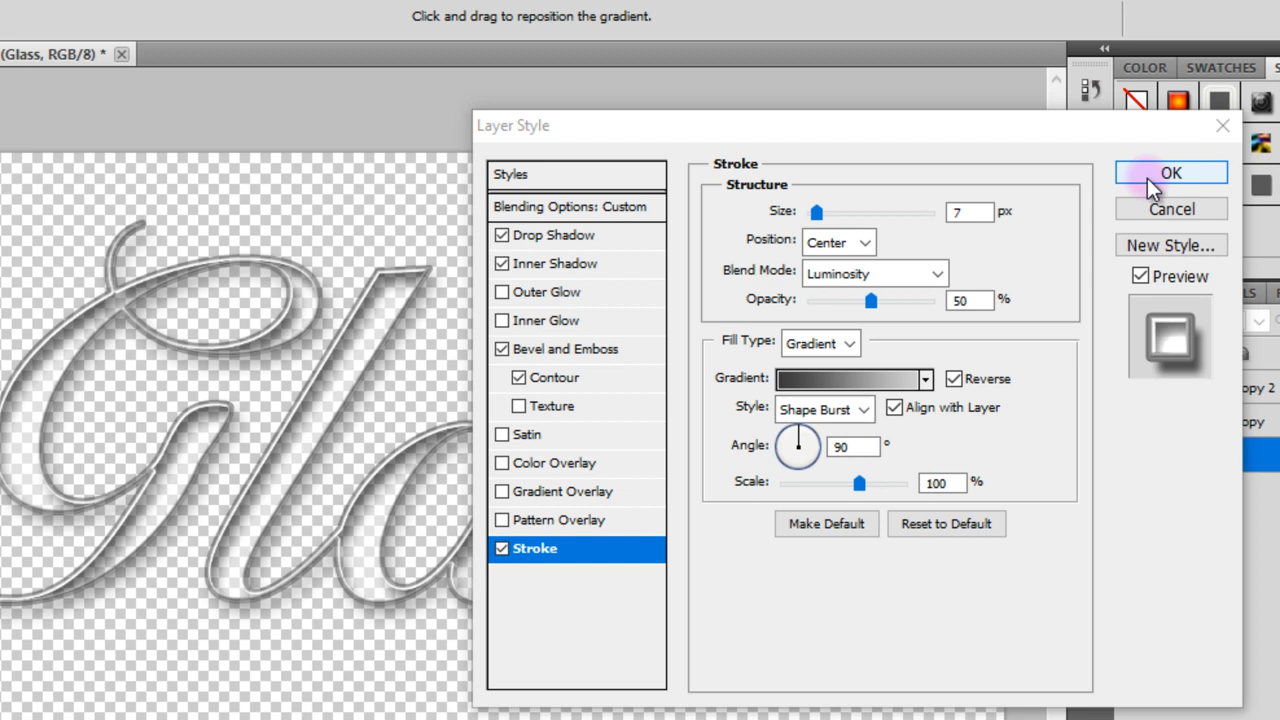 Click and drag to reposition the gradient.
(Glass, RGB/8) *
COLOR
SWATCHES
Layer Style
Styles
Blending Options: Custom
Drop Shadow
Inner Shadow
Outer Glow
Inner Glow
Bevel and Emboss
Contour
Texture
Satin
Color Overlay
Gradient Overlay
Pattern Overlay
Stroke
Stroke
Structure
Size: 7 px
Position: Center
Blend Mode: Luminosity
Opacity: 50 %
Fill Type: Gradient
Gradient: Reverse
Style: Shape Burst Align with Layer
Angle: 90 °
Scale: 100 %
Make Default Reset to Default
OK
Cancel
New Style...
Preview
LS
opy 2
opy
Gla